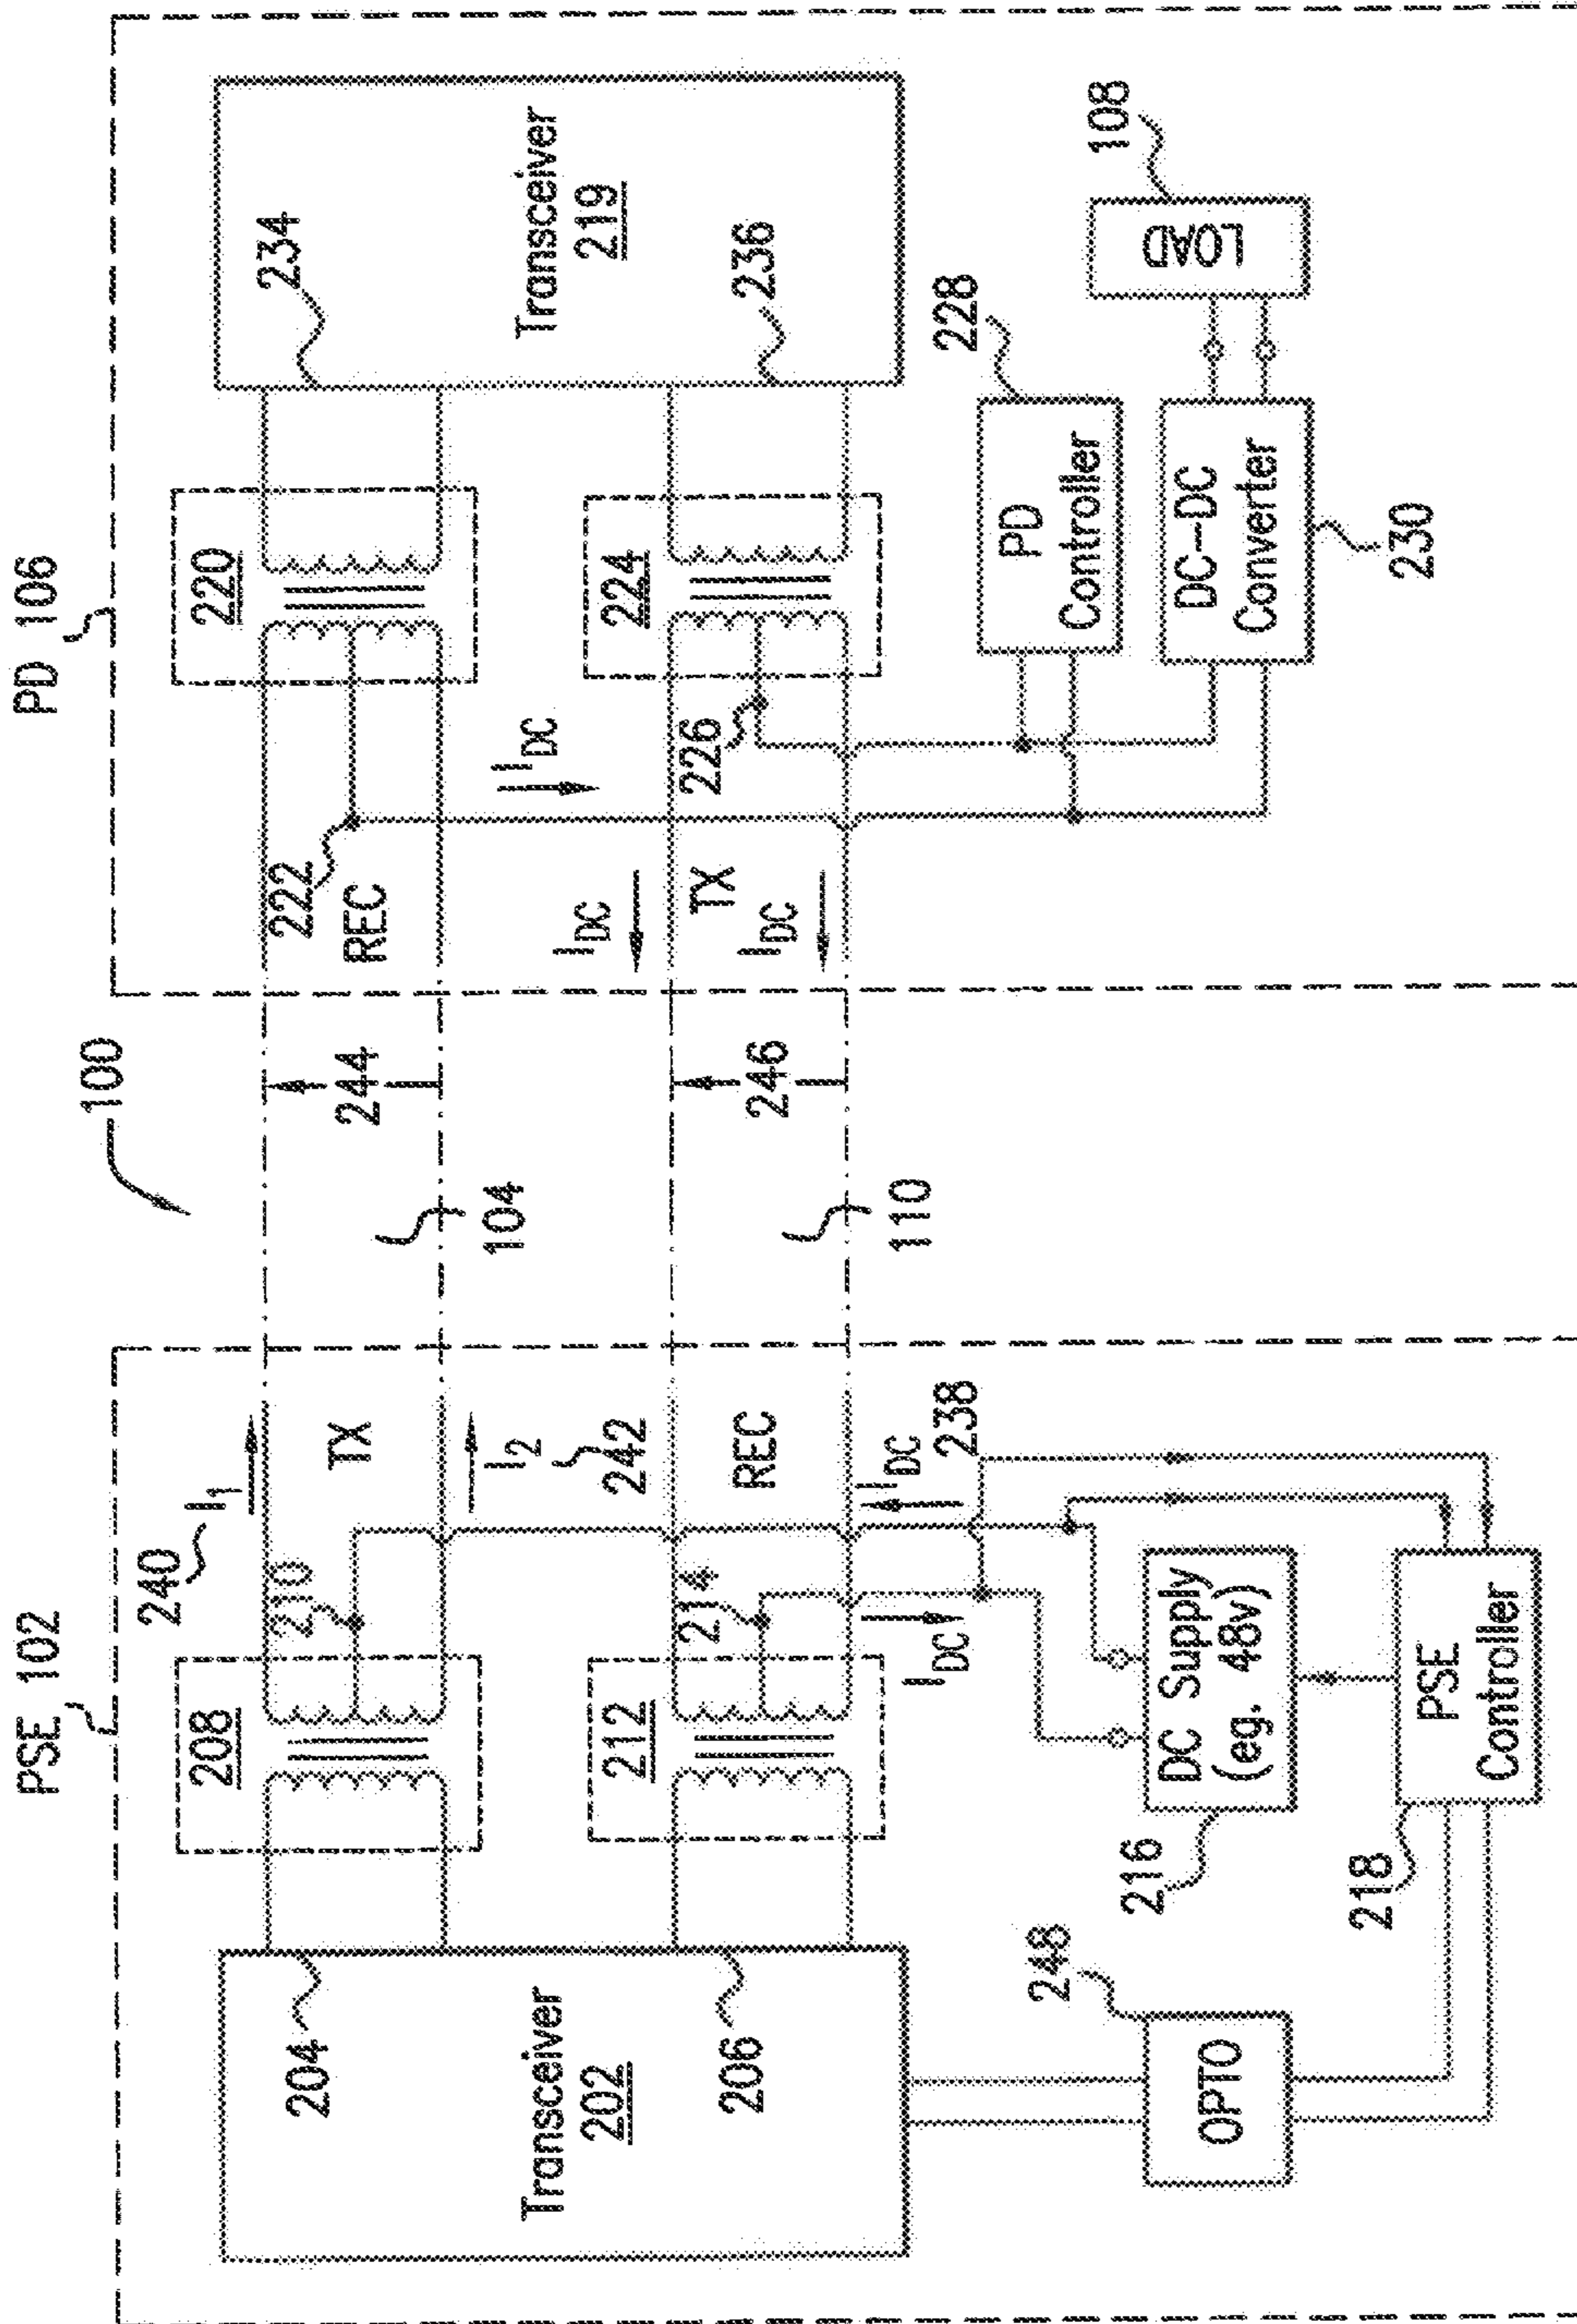 PSE 102
100
PD 106
240
I1
208
210
TX
204
I2
242
104
244
222
REC
220
234
IDC
Transceiver
202
Transceiver
219
212
214
REC
206
IDC
238
IDC
110
246
IDC
TX
IDC
226
224
236
248
OPTO
216
DC Supply
(eg. 48v)
218
PSE
Controller
228
PD
Controller
DC-DC
Converter
230
108
LOAD